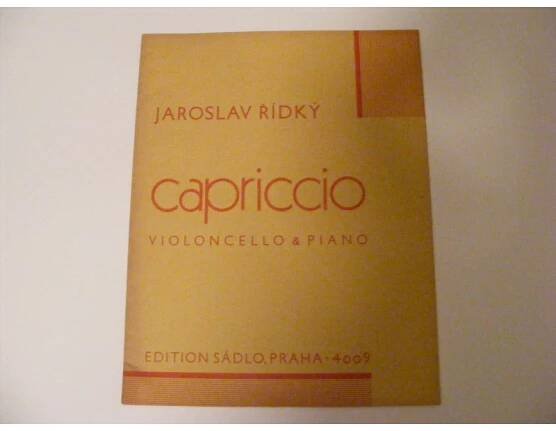 JAROSLAV ŘÍDKÝ
capriccio
VIOLONCELLO & PIANO
EDITION SÁDLO, PRAHA • 4009